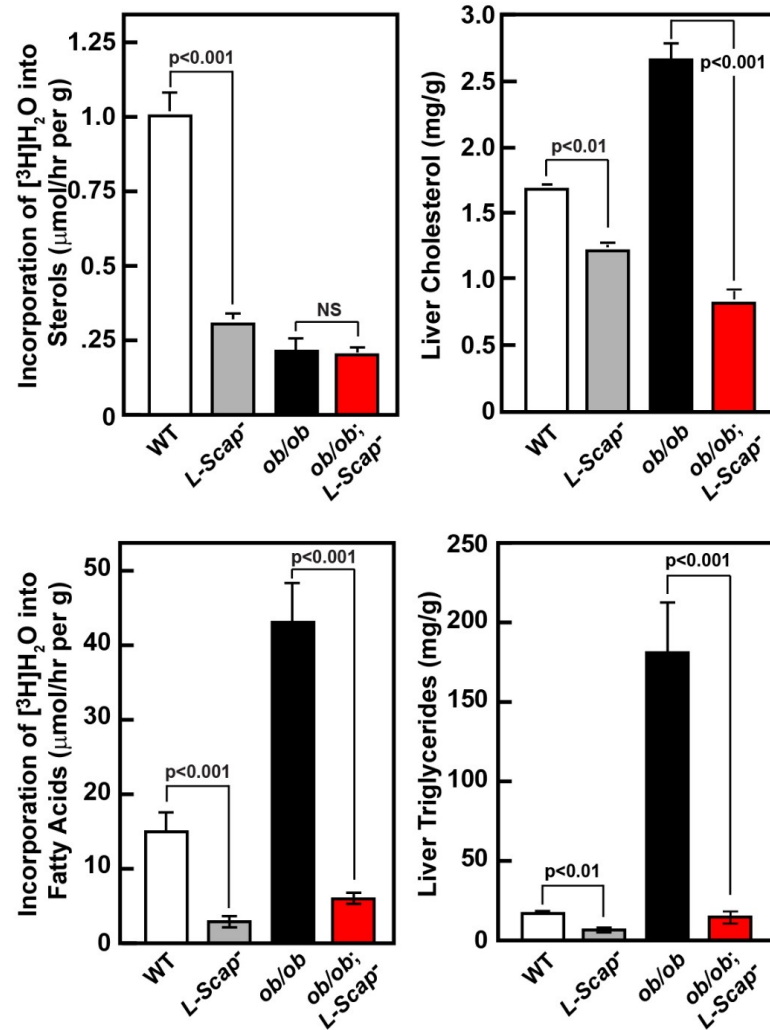 Incorporation of [³H]H₂O into
Sterols (μmol/hr per g)
1.25
1.0
0.75
0.5
.25
0
p<0.001
NS
WT
L-Scap⁻
ob/ob
ob/ob;
L-Scap⁻
Liver Cholesterol (mg/g)
3.0
2.5
2.0
1.5
1.0
0.5
0
p<0.01
p<0.001
WT
L-Scap⁻
ob/ob
ob/ob;
L-Scap⁻
Incorporation of [³H]H₂O into
Fatty Acids (μmol/hr per g)
50
40
30
20
10
0
p<0.001
p<0.001
WT
L-Scap⁻
ob/ob
ob/ob;
L-Scap⁻
Liver Triglycerides (mg/g)
250
200
150
100
50
0
p<0.01
p<0.001
WT
L-Scap⁻
ob/ob
ob/ob;
L-Scap⁻